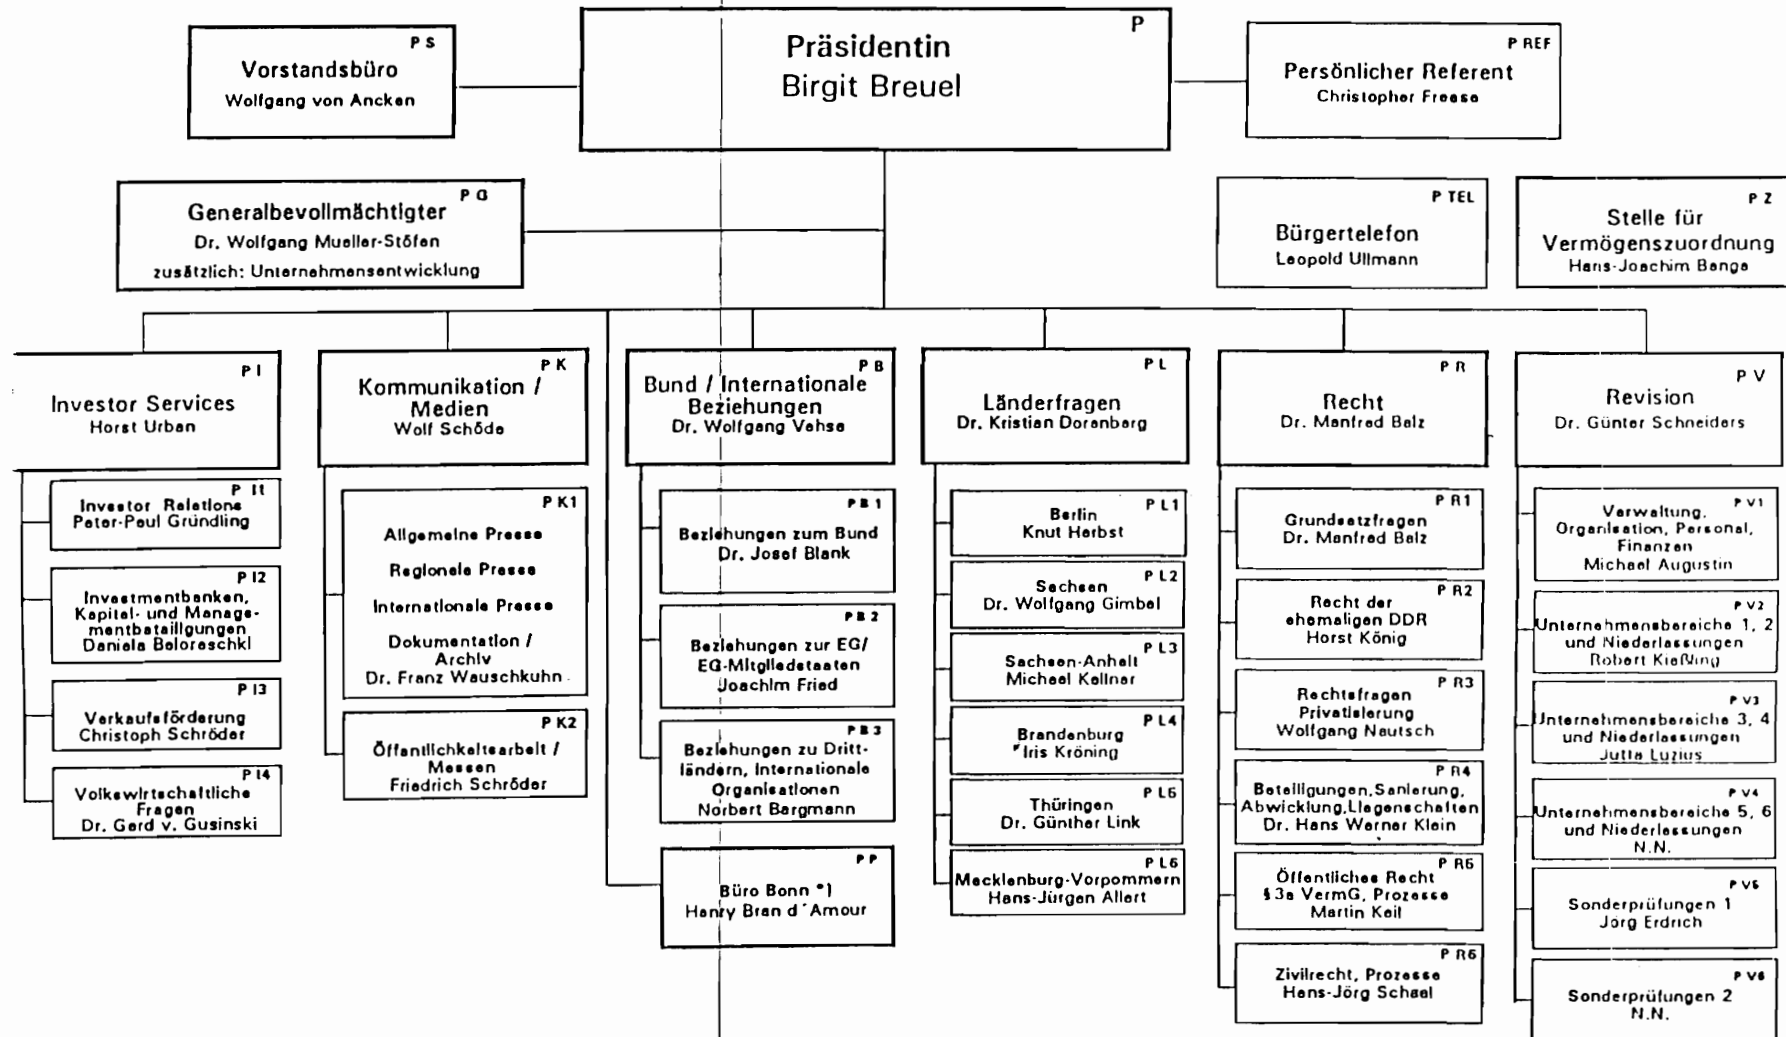 P S
Vorstandsbüro
Wolfgang von Ancken
P
Präsidentin
Birgit Breuel
P REF
Persönlicher Referent
Christopher Freese
P G
Generalbevollmächtigter
Dr. Wolfgang Mueller-Stöfen
zusätzlich: Unternehmensentwicklung
P TEL
Bürgertelefon
Leopold Ullmann
P Z
Stelle für
Vermögenszuordnung
Hans-Joachim Bange
P I
Investor Services
Horst Urban
P I1
Investor Relations
Peter-Paul Gründling
P I2
Investmentbanken,
Kapital- und Manage-
mentbeteiligungen
Daniela Beloreschki
P I3
Verkaufsförderung
Christoph Schröder
P I4
Volkswirtschaftliche
Fragen
Dr. Gerd v. Gusinski
P K
Kommunikation /
Medien
Wolf Schöde
P K1
Allgemeine Presse
Regionale Presse
Internationale Presse
Dokumentation /
Archiv
Dr. Franz Wauschkuhn
P K2
Öffentlichkeitsarbeit /
Messen
Friedrich Schröder
P B
Bund / Internationale
Beziehungen
Dr. Wolfgang Vehse
P B 1
Beziehungen zum Bund
Dr. Josef Blank
P B 2
Beziehungen zur EG/
EG-Mitgliedstaaten
Joachim Fried
P B 3
Beziehungen zu Dritt-
ländern, Internationale
Organisationen
Norbert Bargmann
P P
Büro Bonn *)
Henry Bran d´Amour
P L
Länderfragen
Dr. Kristian Dorenberg
P L1
Berlin
Knut Herbst
P L2
Sachsen
Dr. Wolfgang Gimbel
P L3
Sachsen-Anhalt
Michael Kellner
P L4
Brandenburg
Iris Kröning
P L5
Thüringen
Dr. Günther Link
P L6
Mecklenburg-Vorpommern
Hans-Jürgen Allert
P R
Recht
Dr. Manfred Balz
P R1
Grundsatzfragen
Dr. Manfred Balz
P R2
Recht der
ehemaligen DDR
Horst König
P R3
Rechtsfragen
Privatisierung
Wolfgang Nautsch
P R4
Beteiligungen,Sanierung,
Abwicklung,Liegenschaften
Dr. Hans Werner Klein
P R5
Öffentliches Recht
§3a VermG, Prozesse
Martin Keil
P R6
Zivilrecht, Prozesse
Hans-Jörg Schaal
P V
Revision
Dr. Günter Schneiders
P V1
Verwaltung,
Organisation, Personal,
Finanzen
Michael Augustin
P V2
Unternehmensbereiche 1, 2
und Niederlassungen
Robert Kießling
P V3
Unternehmensbereiche 3, 4
und Niederlassungen
Jutta Luzius
P V4
Unternehmensbereiche 5, 6
und Niederlassungen
N.N.
P V5
Sonderprüfungen 1
Jörg Erdrich
P V6
Sonderprüfungen 2
N.N.